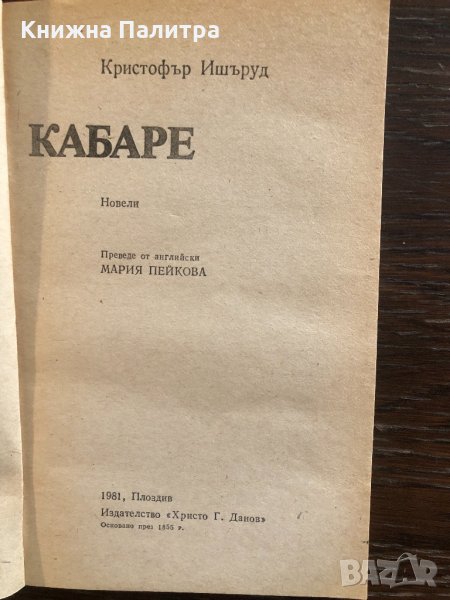 Книжна Палитра
Кристофър Ишъруд
КАБАРЕ
Новели
Преведе от английски
МАРИЯ ПЕЙКОВА
1981, Пловдив
Издателство «Христо Г. Данов»
Основано през 1855 г.
BAZAR